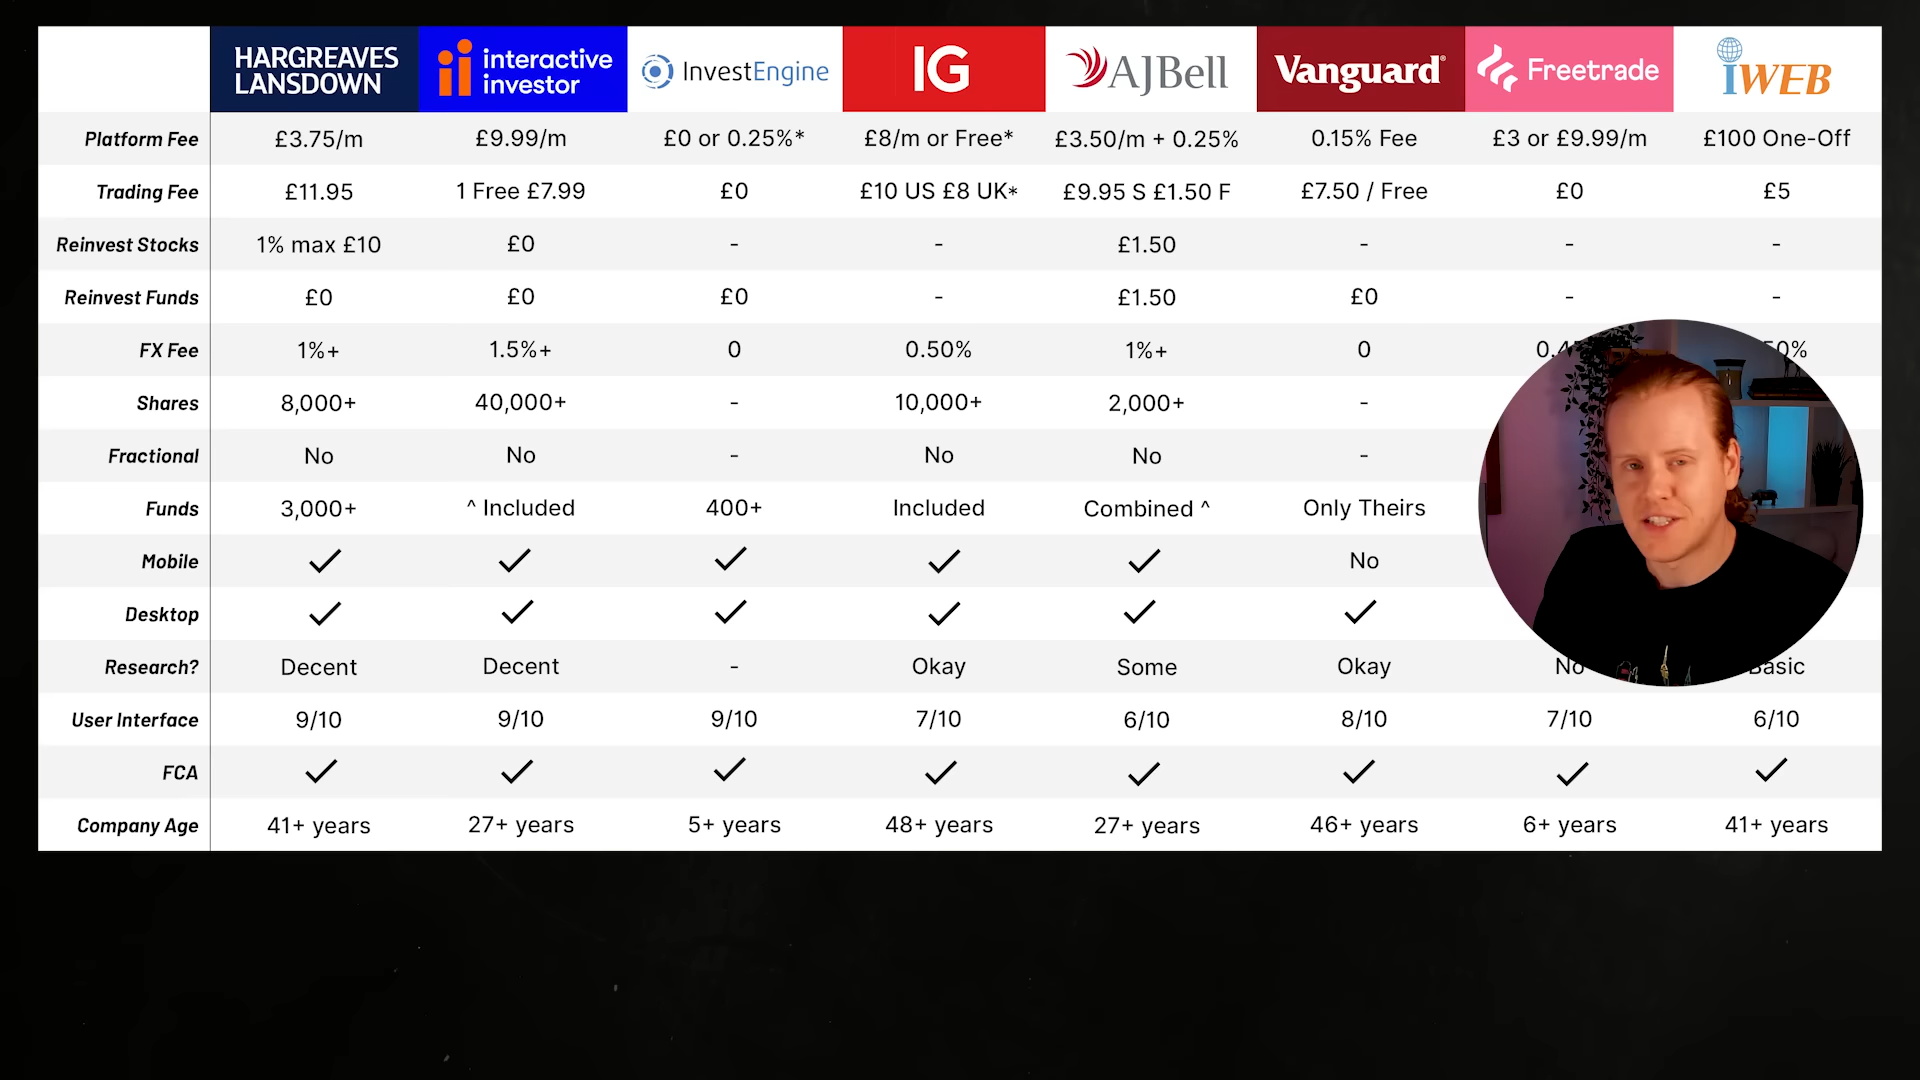 HARGREAVES LANSDOWN interactive investor InvestEngine IG AJBell Vanguard Freetrade iWEB
Platform Fee £3.75/m £9.99/m £0 or 0.25%* £8/m or Free* £3.50/m + 0.25% 0.15% Fee £3 or £9.99/m £100 One-Off
Trading Fee £11.95 1 Free £7.99 £0 £10 US £8 UK* £9.95 S £1.50 F £7.50 / Free £0 £5
Reinvest Stocks 1% max £10 £0 - - £1.50 - - -
Reinvest Funds £0 £0 £0 - £1.50 £0 - -
FX Fee 1%+ 1.5%+ 0 0.50% 1%+ 0
Shares 8,000+ 40,000+ - 10,000+ 2,000+ -
Fractional No No - No No -
Funds 3,000+ ^ Included 400+ Included Combined ^ Only Theirs
Mobile ✓ ✓ ✓ ✓ ✓ No
Desktop ✓ ✓ ✓ ✓ ✓ ✓
Research? Decent Decent - Okay Some Okay No Basic
User Interface 9/10 9/10 9/10 7/10 6/10 8/10 7/10 6/10
FCA ✓ ✓ ✓ ✓ ✓ ✓ ✓ ✓
Company Age 41+ years 27+ years 5+ years 48+ years 27+ years 46+ years 6+ years 41+ years